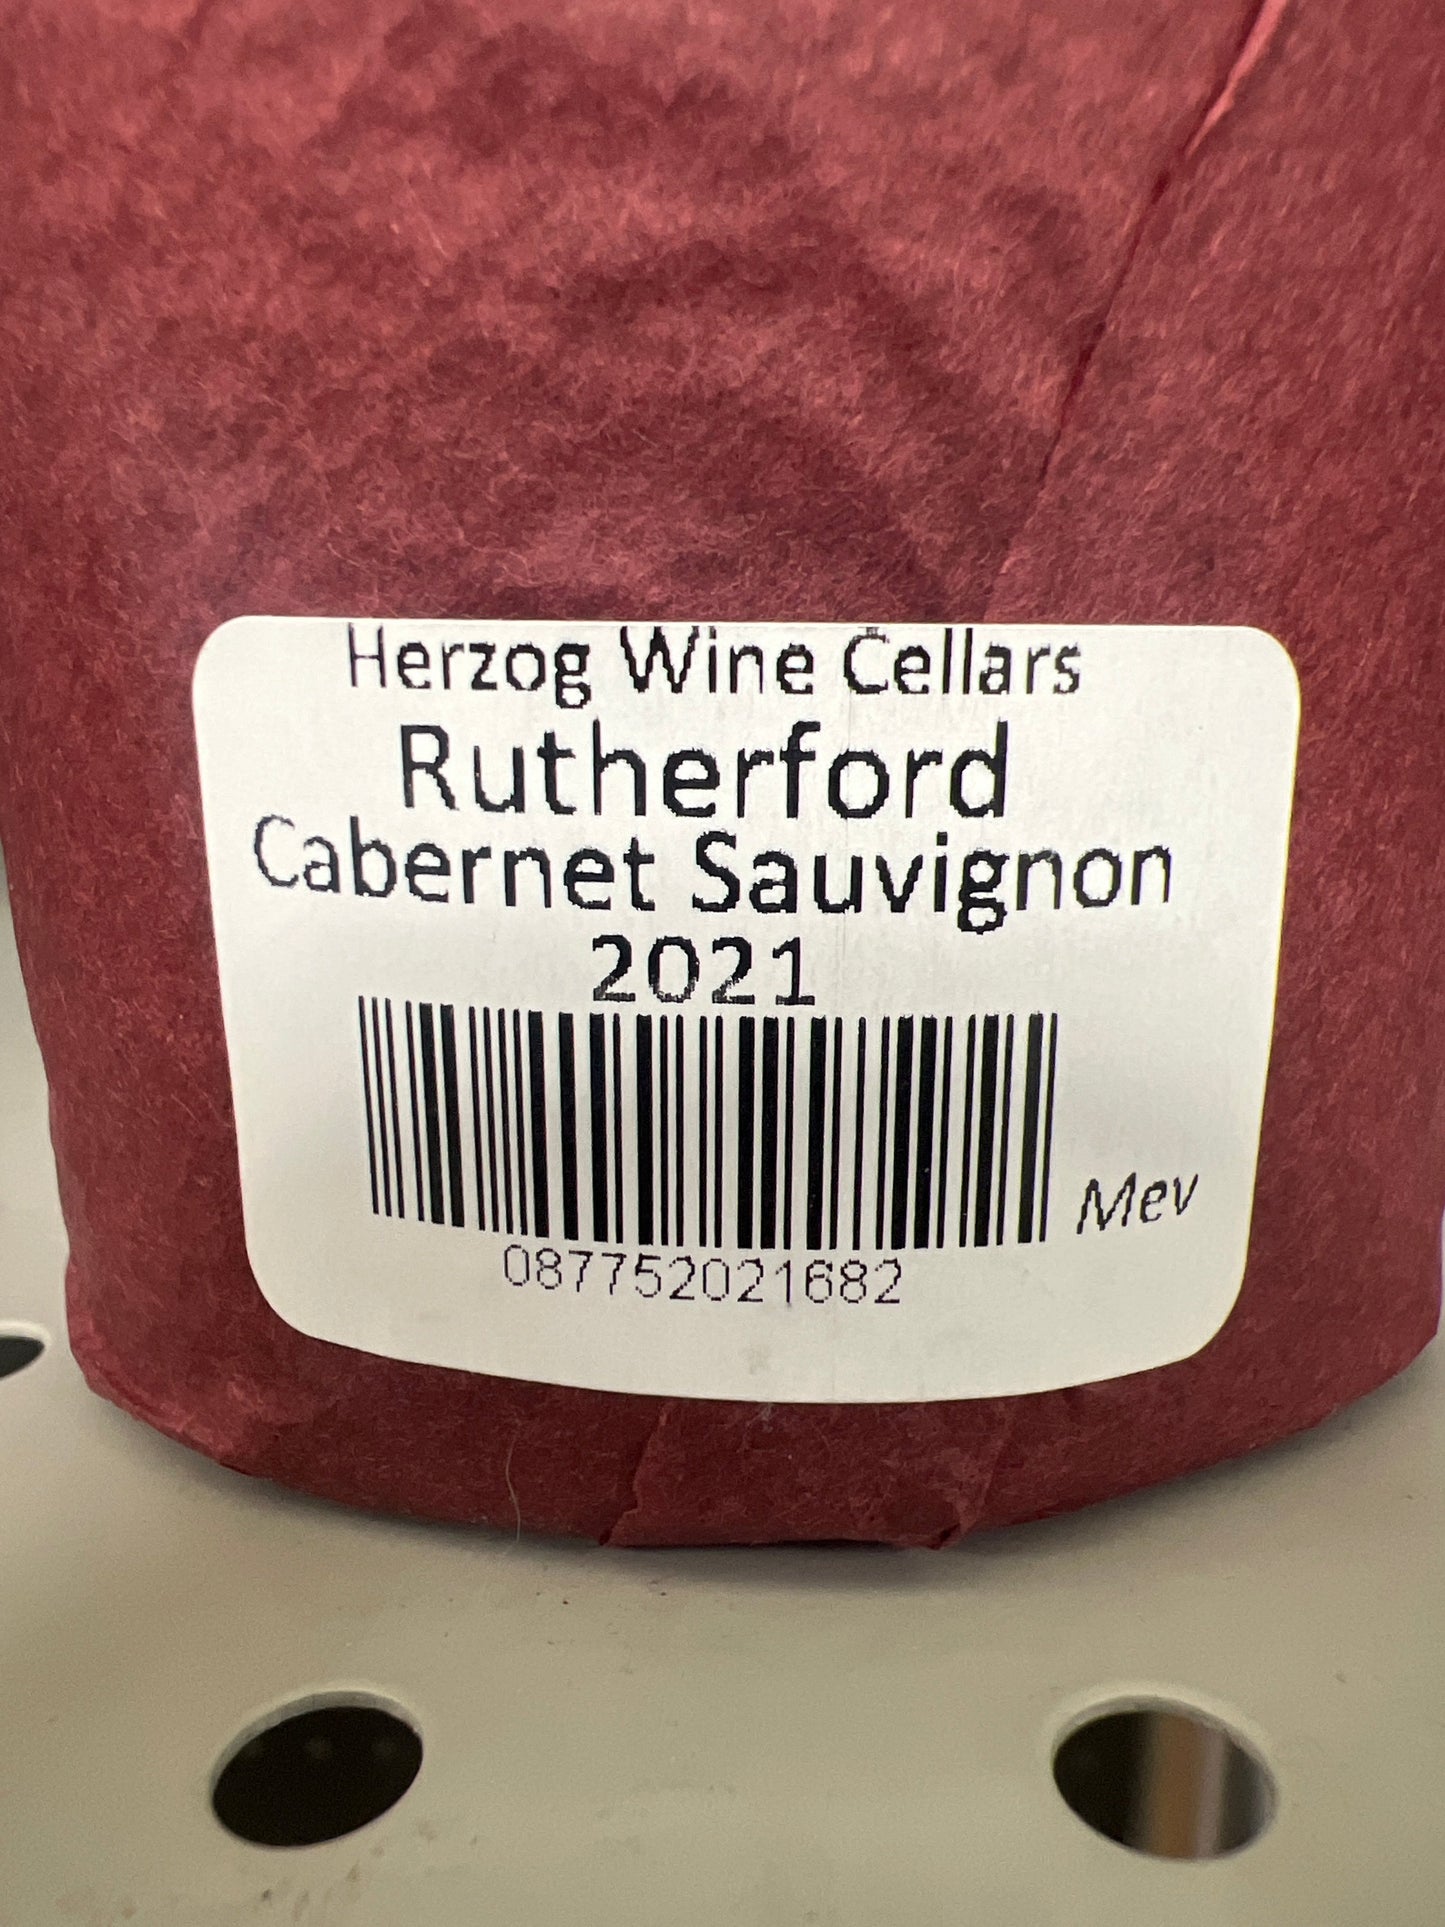 Herzog Wine Cellars
Rutherford
Cabernet Sauvignon
2021
Mev
087752021682